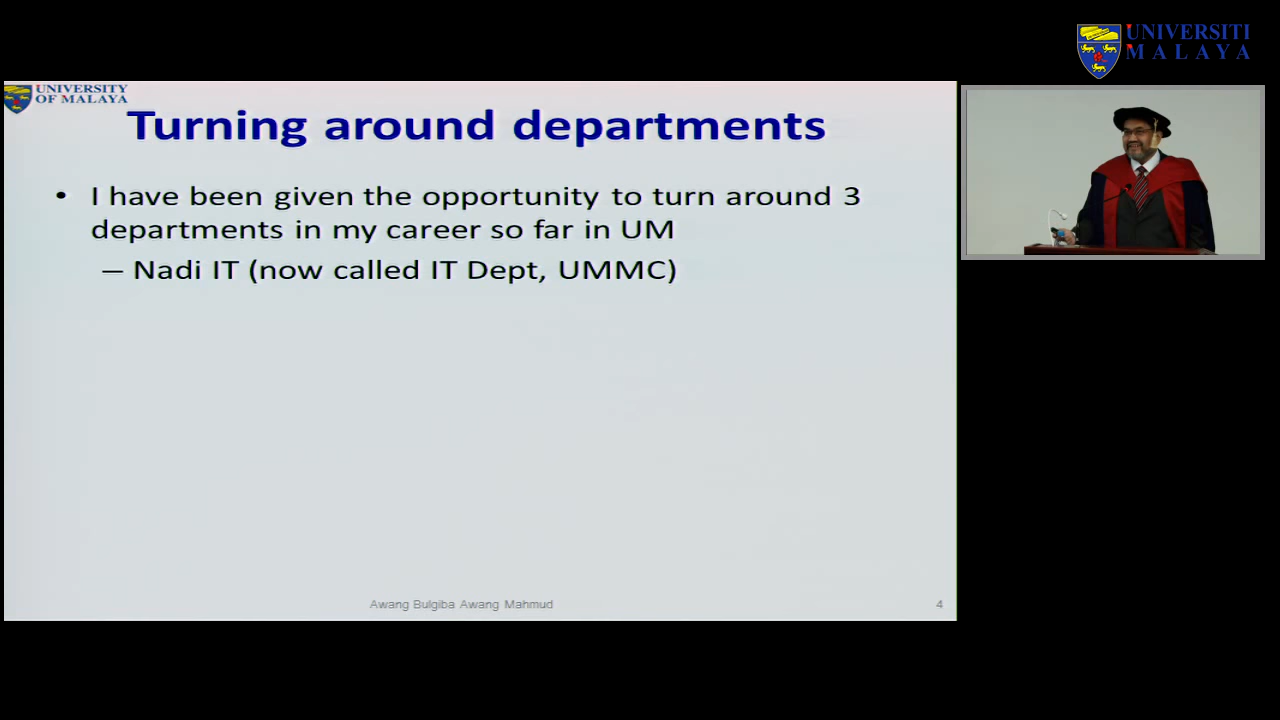 UNIVERSITI
MALAYA
UNIVERSITY
OF MALAYA
Turning around departments
• I have been given the opportunity to turn around 3
departments in my career so far in UM
– Nadi IT (now called IT Dept, UMMC)
Awang Bulgiba Awang Mahmud
4